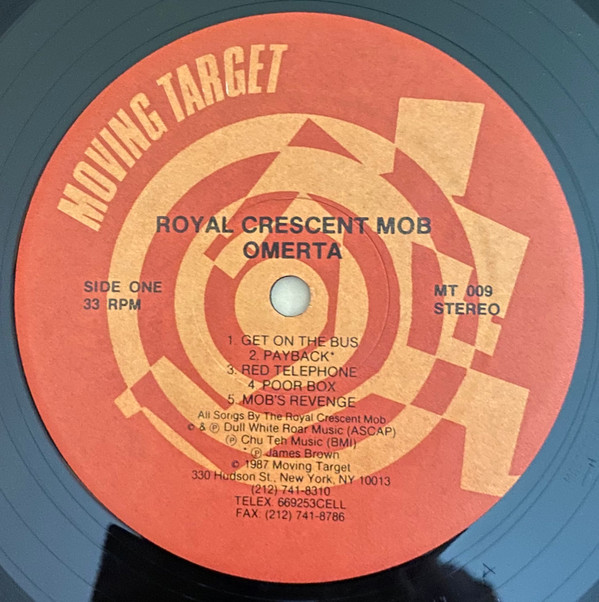 MOVING TARGET
ROYAL CRESCENT MOB
OMERTA
SIDE ONE
33 RPM
MT 009
STEREO
1. GET ON THE BUS
2. PAYBACK*
3. RED TELEPHONE
4. POOR BOX
5. MOB'S REVENGE
All Songs By The Royal Crescent Mob
© & ℗ Dull White Roar Music (ASCAP)
℗ Chu Teh Music (BMI)
* ℗ James Brown
© 1987 Moving Target
330 Hudson St., New York, NY 10013
(212) 741-8310
TELEX: 669253CELL
FAX: (212) 741-8786